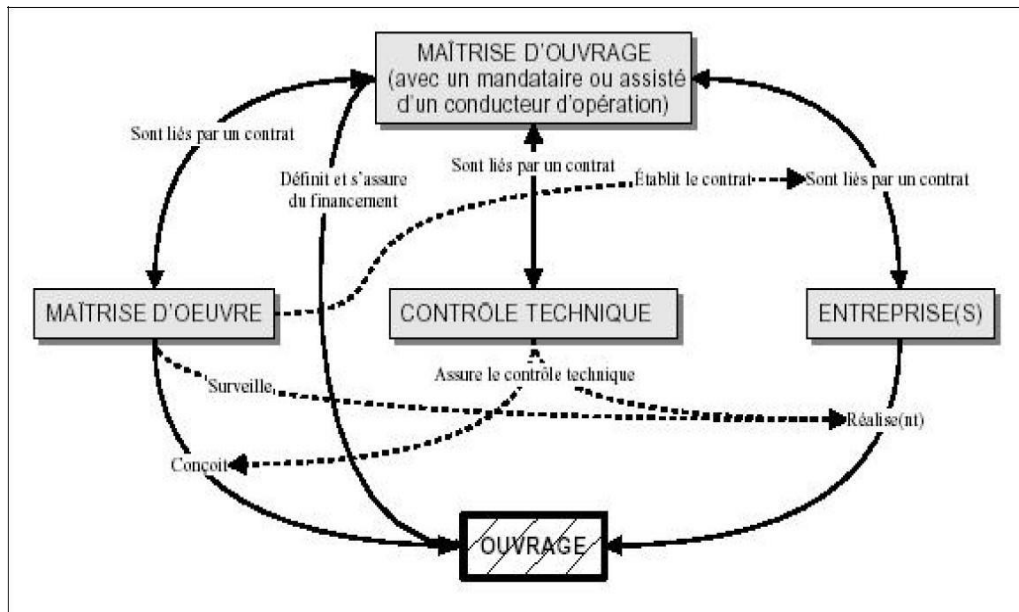 MAÎTRISE D'OUVRAGE
(avec un mandataire ou assisté
d'un conducteur d'opération)
Sont liés par un contrat
Sont liés par un contrat
Définit et s'assure
du financement
Établit le contrat
Sont liés par un contrat
MAÎTRISE D'OEUVRE
CONTRÔLE TECHNIQUE
ENTREPRISE(S)
Surveille
Assure le contrôle technique
Réalise(nt)
Conçoit
OUVRAGE